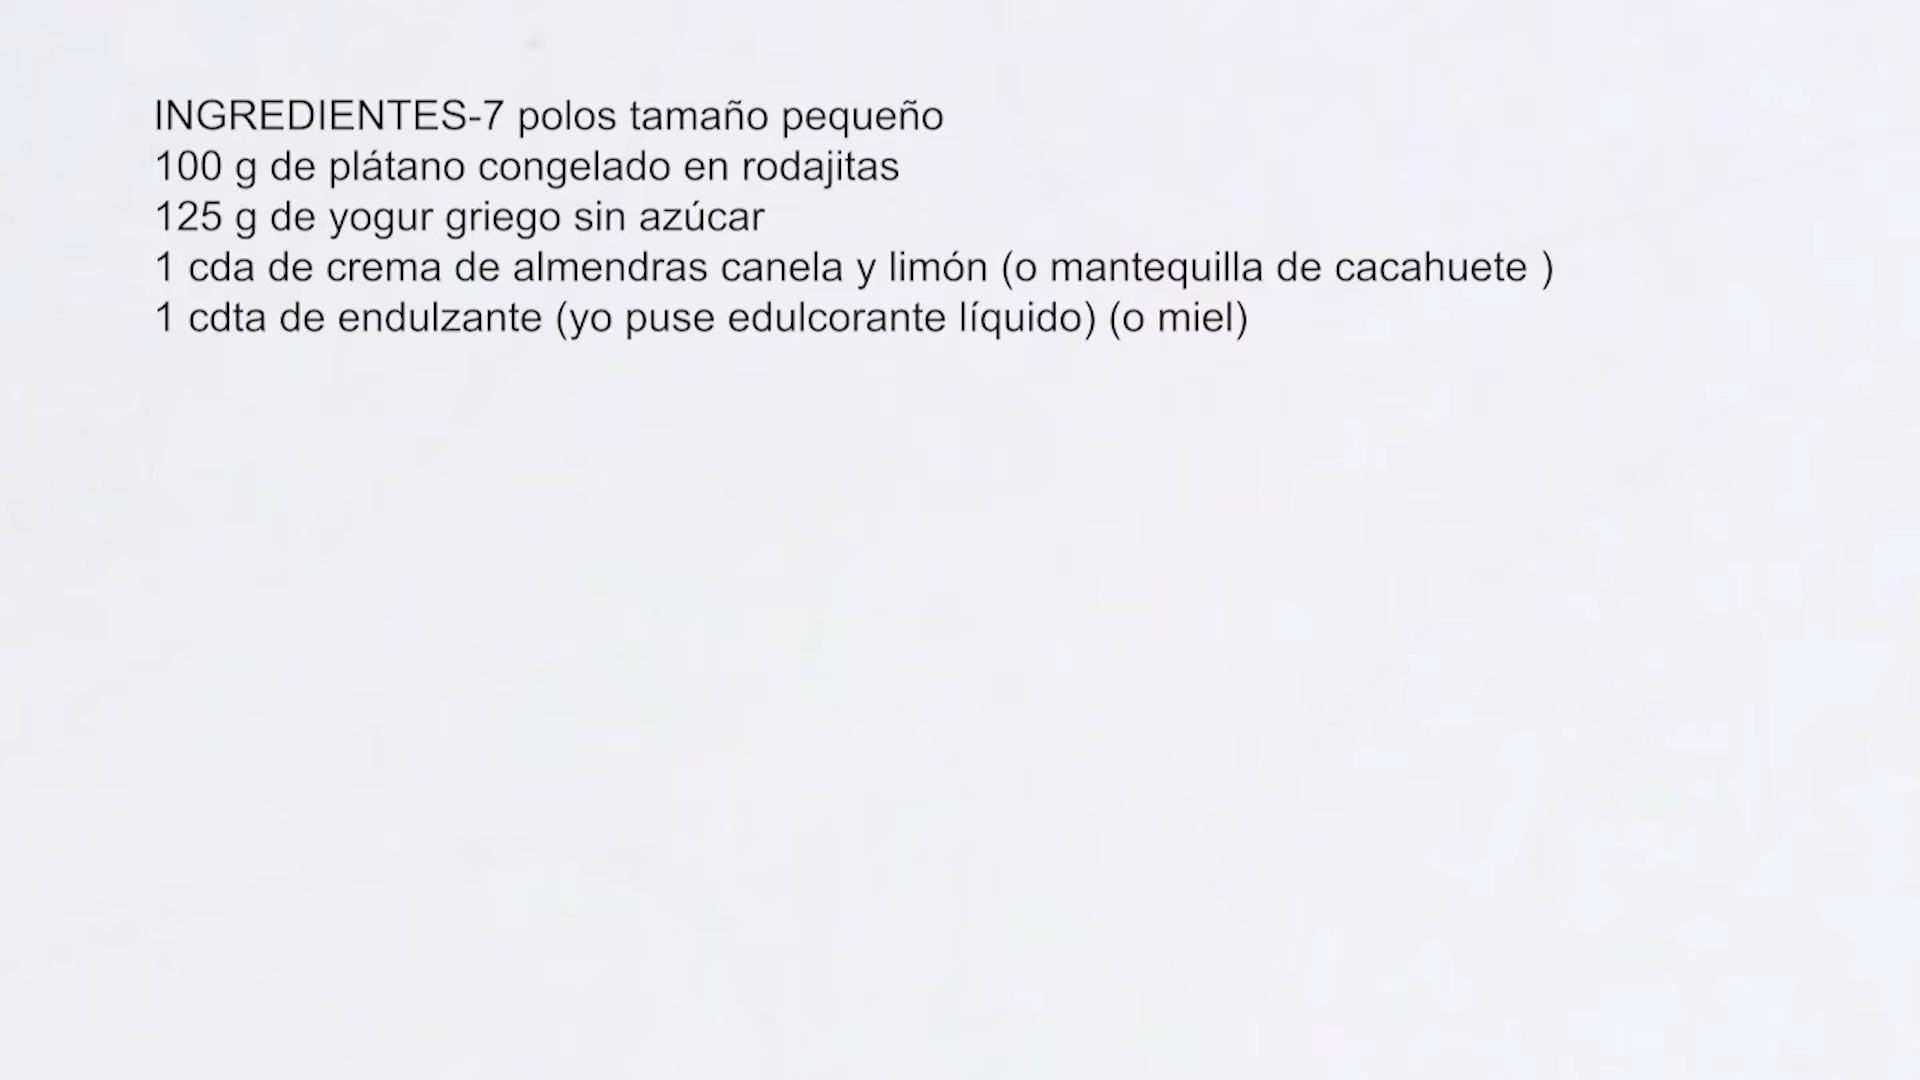 INGREDIENTES-7 polos tamaño pequeño
100 g de plátano congelado en rodajitas
125 g de yogur griego sin azúcar
1 cda de crema de almendras canela y limón (o mantequilla de cacahuete )
1 cdta de endulzante (yo puse edulcorante líquido) (o miel)